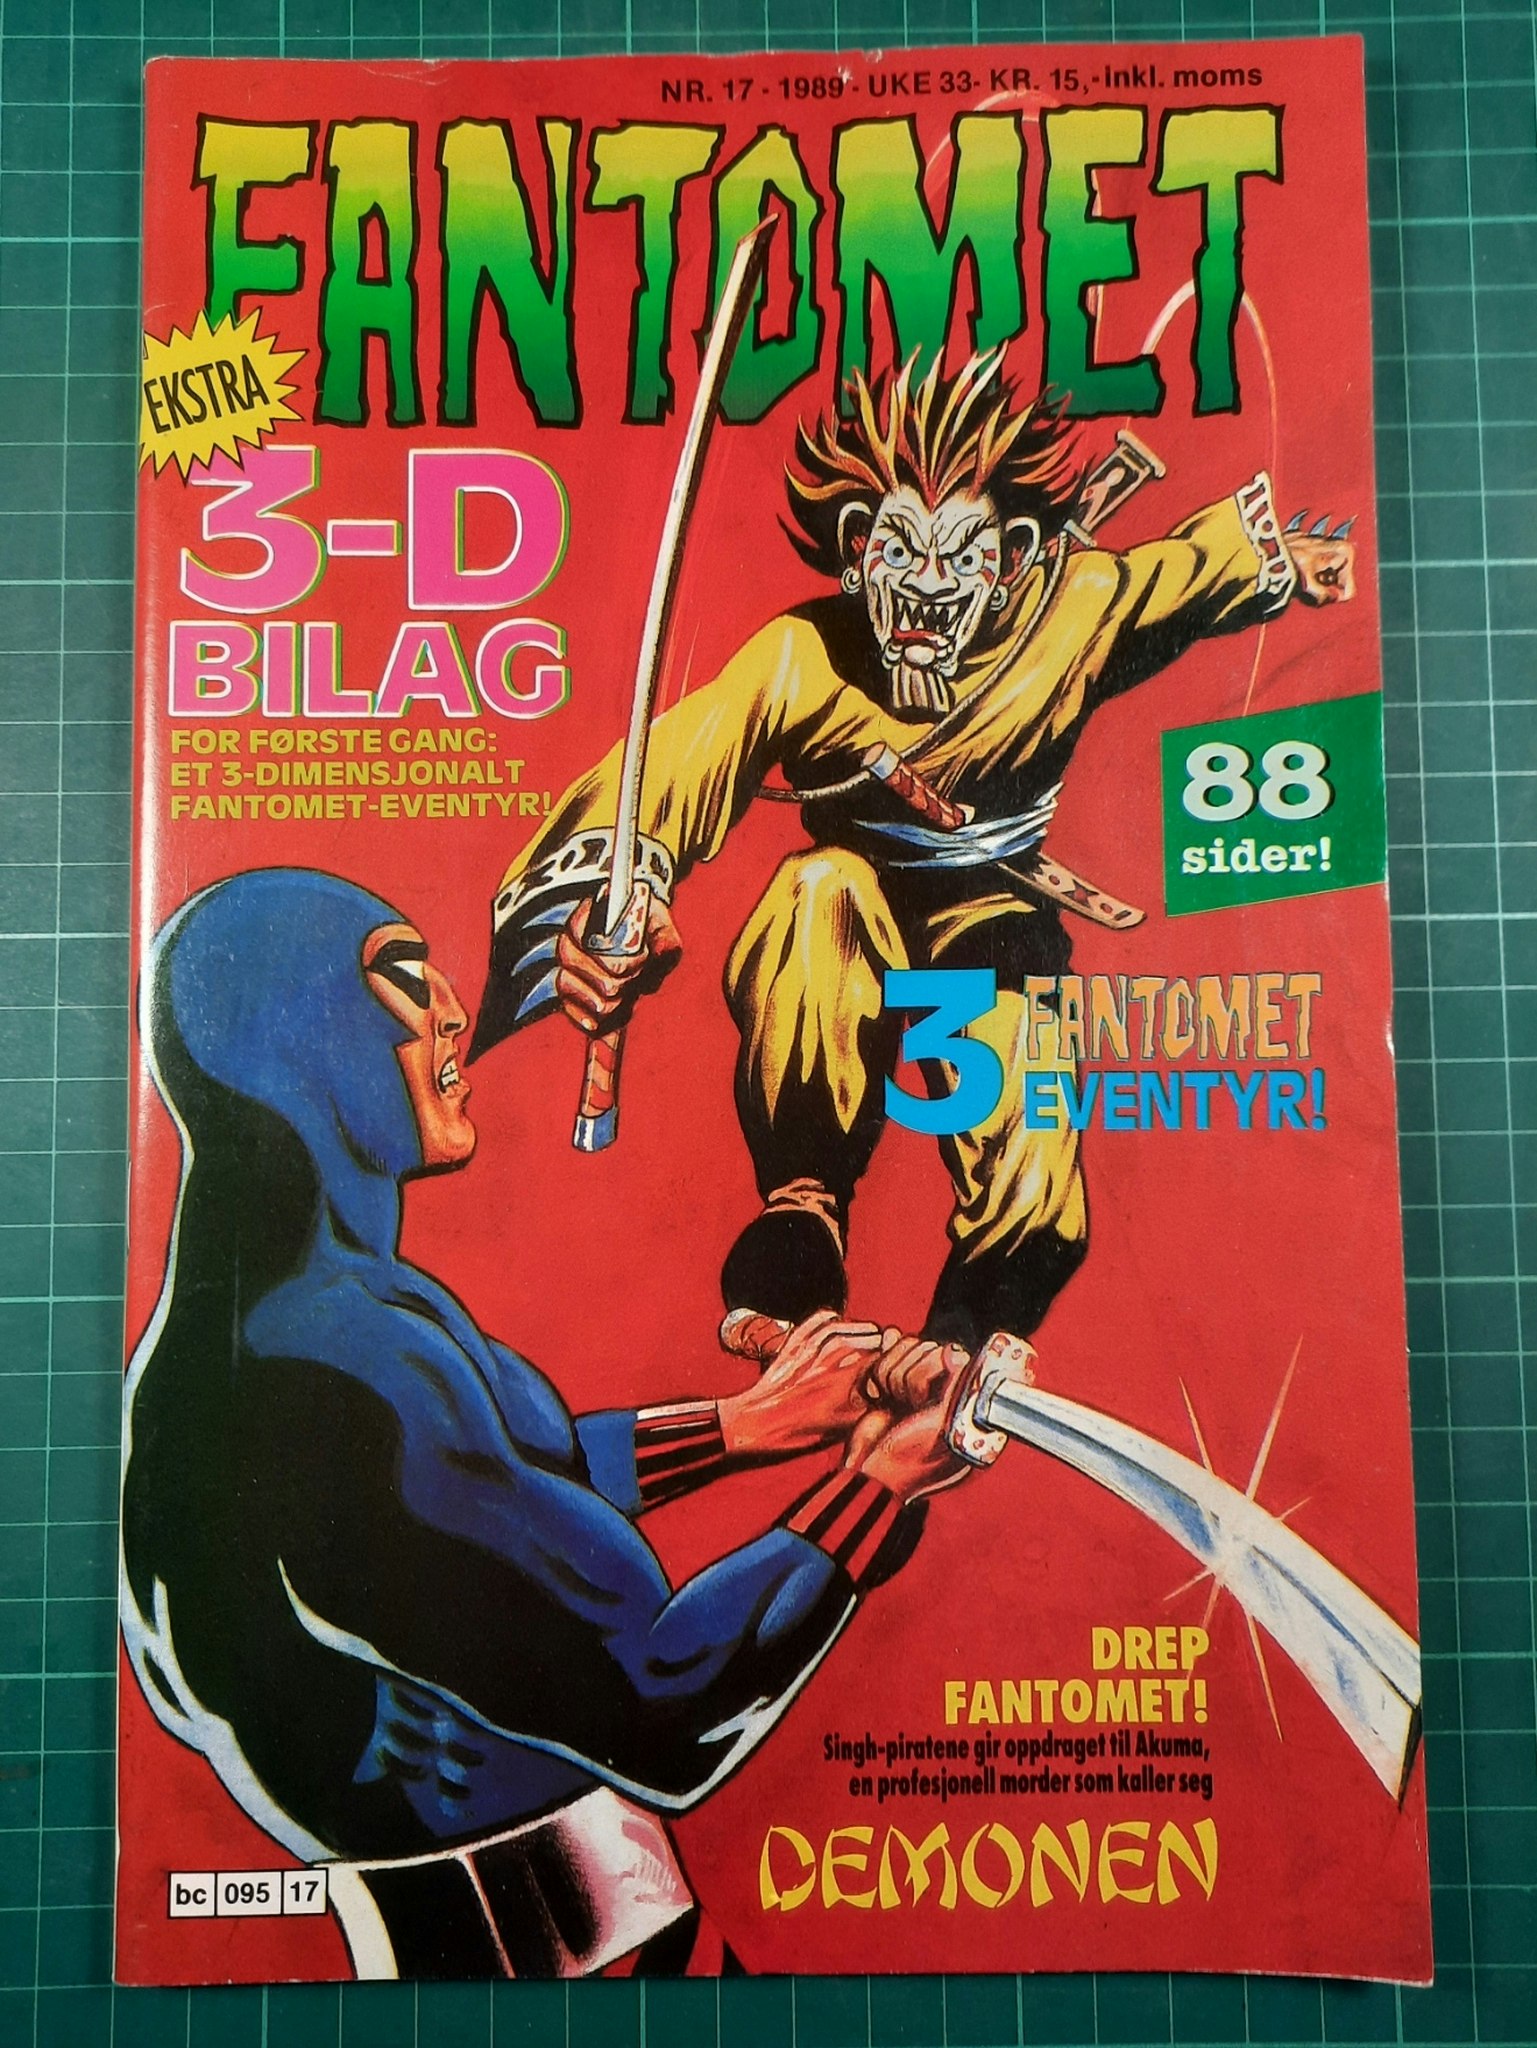 NR. 17 - 1989 - UKE 33- KR. 15,-inkl. moms
FANTOMET
EKSTRA
3-D
BILAG
FOR FØRSTE GANG:
ET 3-DIMENSJONALT
FANTOMET-EVENTYR!
88
sider!
3 FANTOMET
EVENTYR!
DREP
FANTOMET!
Singh-piratene gir oppdraget til Akuma,
en profesjonell morder som kaller seg
DEMONEN
bc 095 17